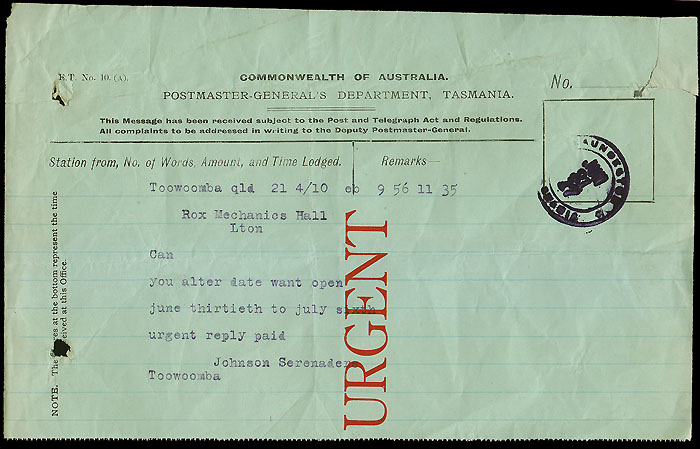 E.T. No. 10. (A).
COMMONWEALTH OF AUSTRALIA.
No.
POSTMASTER-GENERAL'S DEPARTMENT, TASMANIA.
This Message has been received subject to the Post and Telegraph Act and Regulations.
All complaints to be addressed in writing to the Deputy Postmaster-General.
Station from, No. of Words, Amount, and Time Lodged.
Remarks—
Toowoomba qld 21 4/10 eb 9 56 11 35
Rox Mechanics Hall
Lton
Can
you alter date want open
june thirtieth to july sixth
urgent reply paid
Johnson Serenader
Toowoomba
URGENT
NOTE. The es at the bottom represent the time
eceived at this Office.